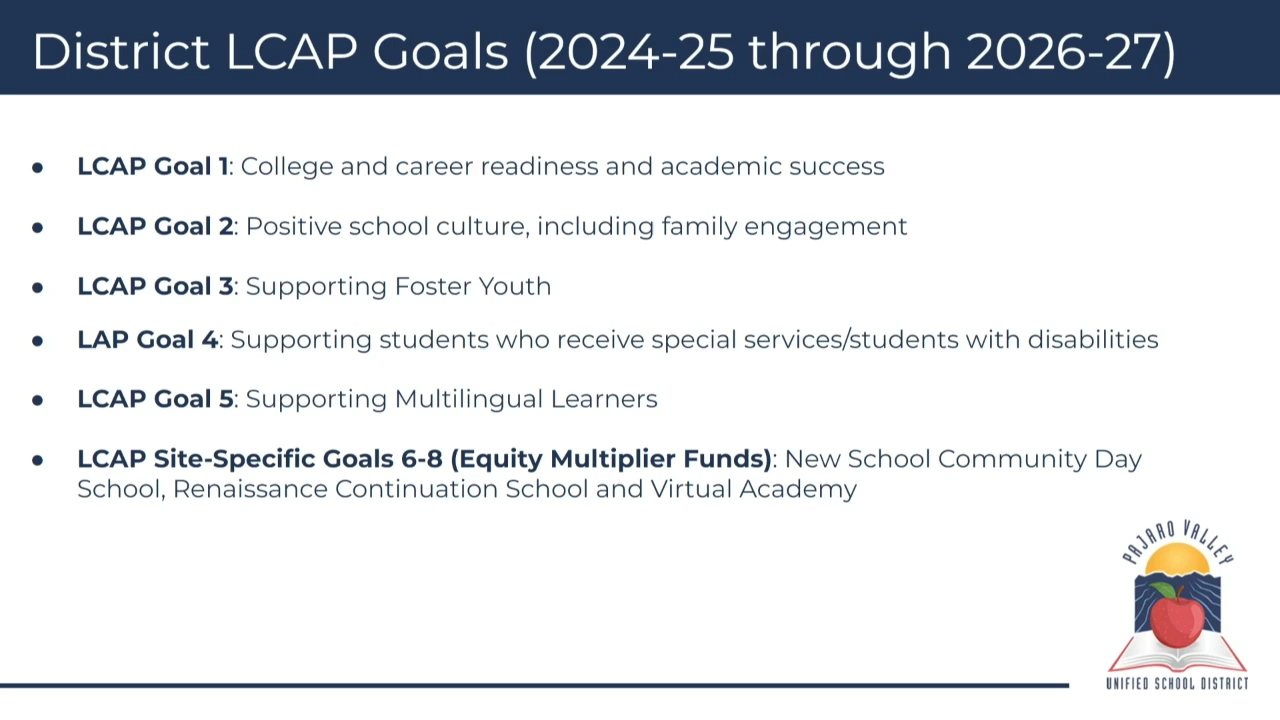 District LCAP Goals (2024-25 through 2026-27)
● LCAP Goal 1: College and career readiness and academic success
● LCAP Goal 2: Positive school culture, including family engagement
● LCAP Goal 3: Supporting Foster Youth
● LAP Goal 4: Supporting students who receive special services/students with disabilities
● LCAP Goal 5: Supporting Multilingual Learners
● LCAP Site-Specific Goals 6-8 (Equity Multiplier Funds): New School Community Day
School, Renaissance Continuation School and Virtual Academy
PAJARO VALLEY
UNIFIED SCHOOL DISTRICT